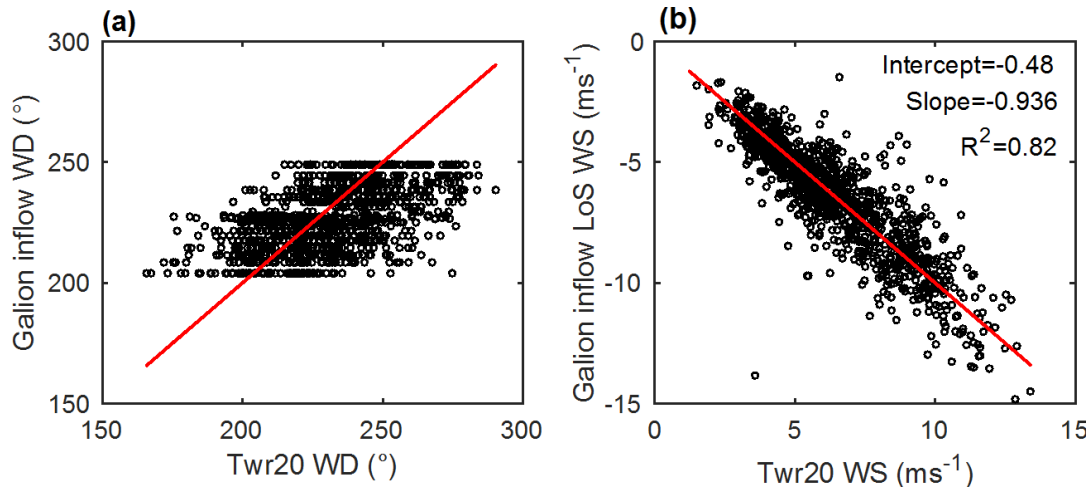 (a)
300
250
200
150
150
200
250
300
Galion inflow WD (°)
Twr20 WD (°)
(b)
0
-5
-10
-15
0
5
10
15
Galion inflow LoS WS (ms⁻¹)
Twr20 WS (ms⁻¹)
Intercept=-0.48
Slope=-0.936
R²=0.82